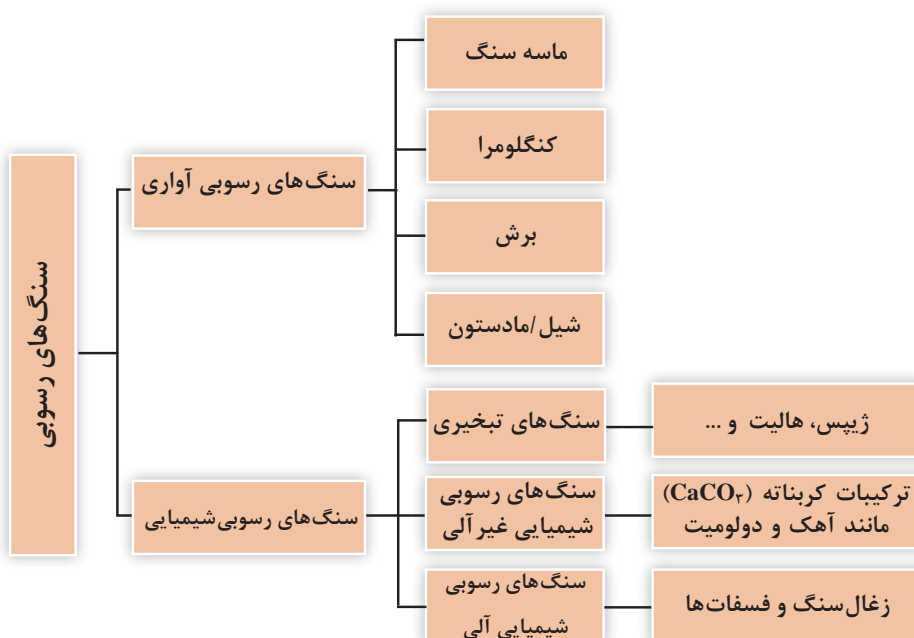 سنگ‌های رسوبی
سنگ‌های رسوبی آواری
ماسه سنگ
کنگلومرا
برش
شیل/مادستون
سنگ‌های رسوبی‌شیمیایی
سنگ‌های تبخیری
ژیپس، هالیت و ...
سنگ‌های رسوبی
شیمیایی غیرآلی
ترکیبات کربناته (CaCO۳)
مانند آهک و دولومیت
سنگ‌های رسوبی
شیمیایی آلی
زغال‌سنگ و فسفات‌ها